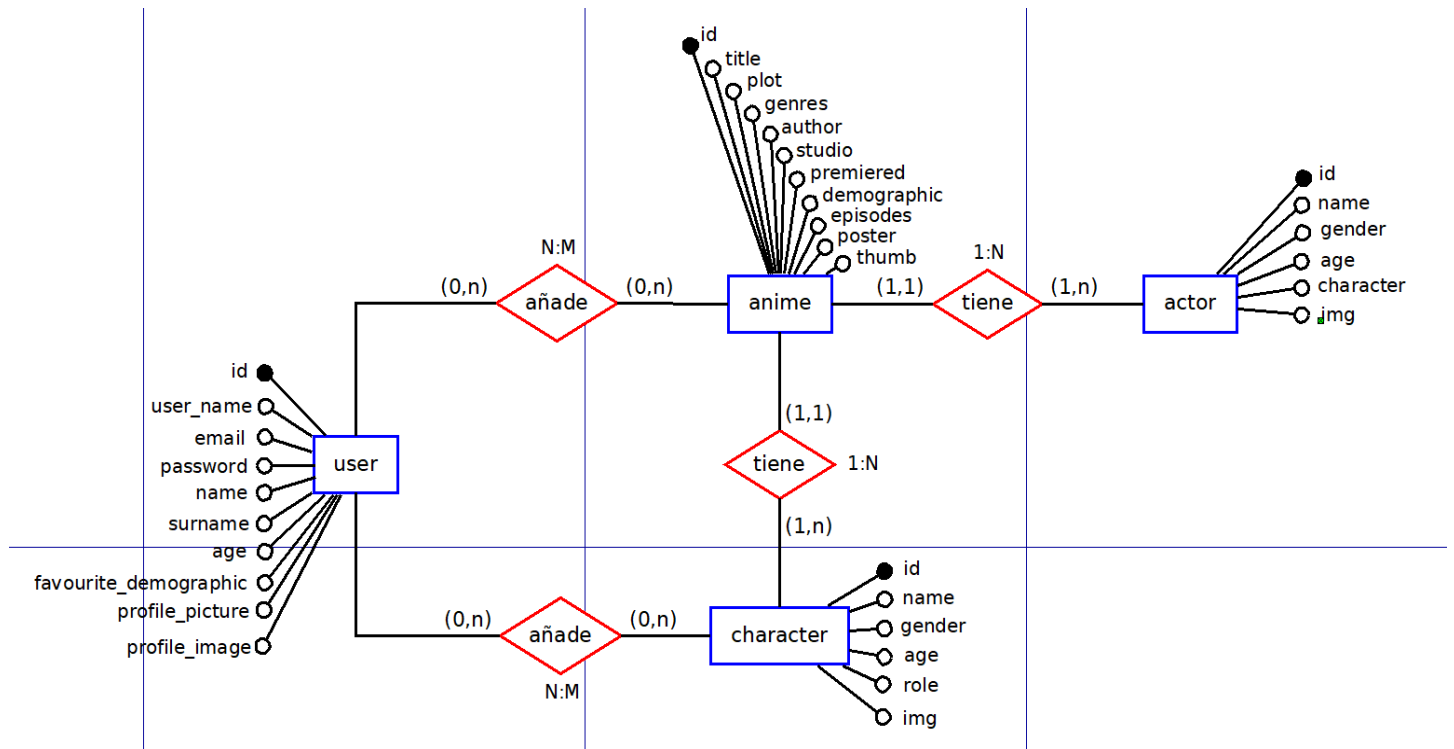 id
title
plot
genres
author
studio
premiered
demographic
episodes
poster
thumb
N:M
(0,n)
añade
(0,n)
anime
(1,1)
1:N
tiene
(1,n)
actor
id
name
gender
age
character
img
id
user_name
email
password
name
surname
age
favourite_demographic
profile_picture
profile_image
user
(1,1)
tiene
1:N
(1,n)
(0,n)
añade
(0,n)
N:M
character
id
name
gender
age
role
img